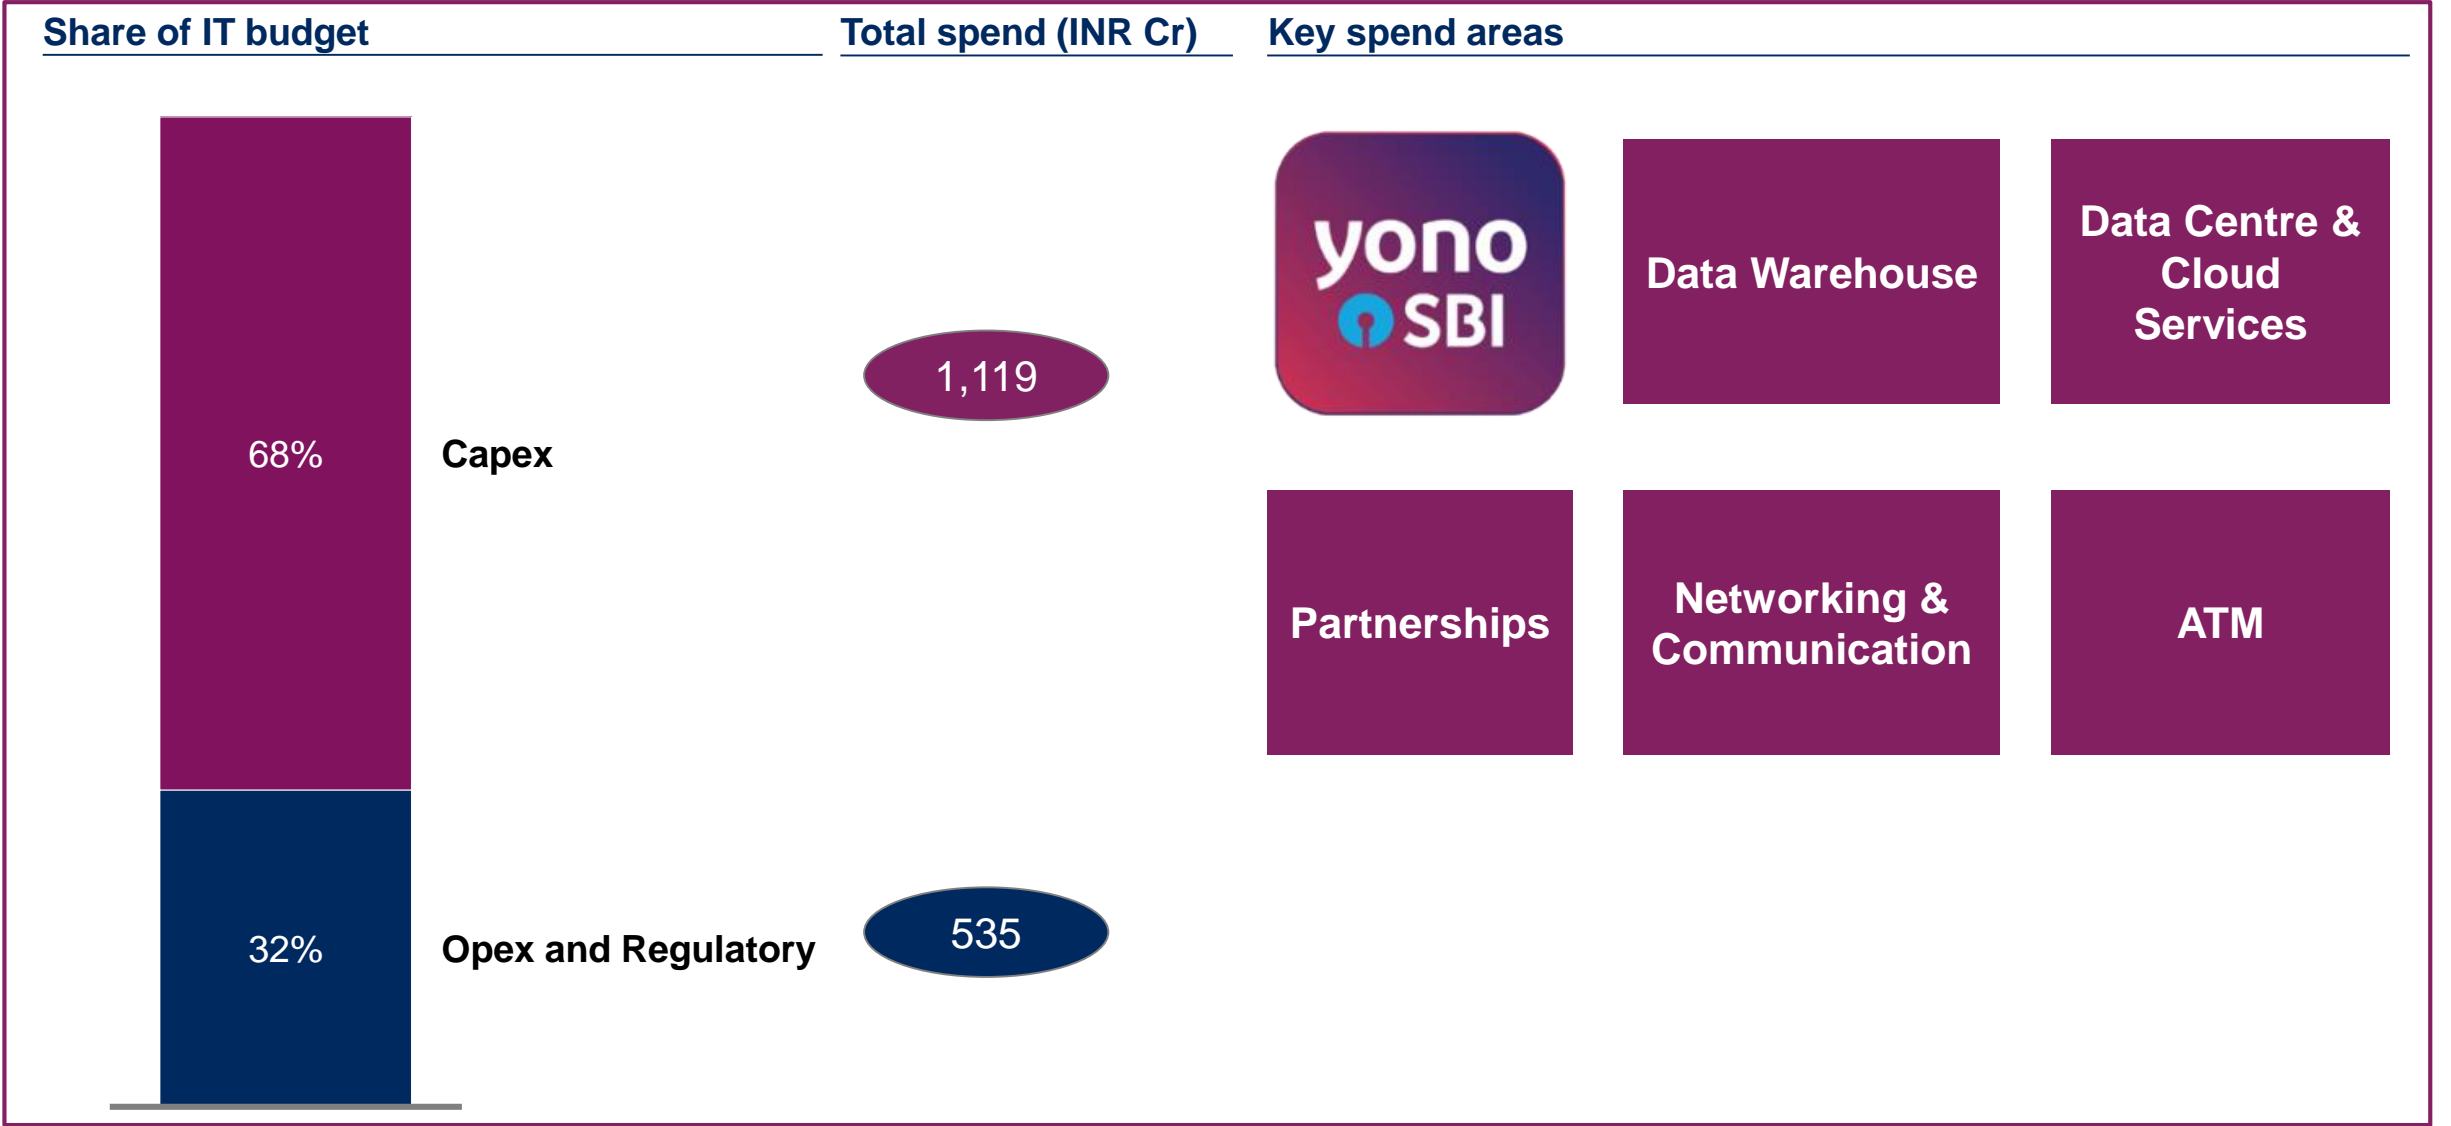 Share of IT budget
Total spend (INR Cr)
Key spend areas
68%
Capex
1,119
32%
Opex and Regulatory
535
yono
SBI
Data Warehouse
Data Centre &
Cloud
Services
Partnerships
Networking &
Communication
ATM